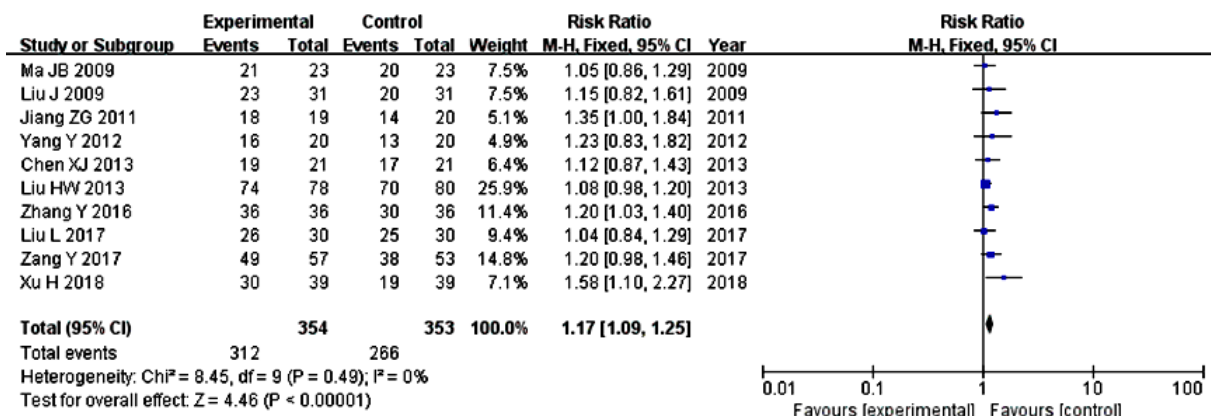 Experimental Control Risk Ratio Risk Ratio
Study or Subgroup Events Total Events Total Weight M-H, Fixed, 95% CI Year M-H, Fixed, 95% CI
Ma JB 2009 21 23 20 23 7.5% 1.05 [0.86, 1.29] 2009
Liu J 2009 23 31 20 31 7.5% 1.15 [0.82, 1.61] 2009
Jiang ZG 2011 18 19 14 20 5.1% 1.35 [1.00, 1.84] 2011
Yang Y 2012 16 20 13 20 4.9% 1.23 [0.83, 1.82] 2012
Chen XJ 2013 19 21 17 21 6.4% 1.12 [0.87, 1.43] 2013
Liu HW 2013 74 78 70 80 25.9% 1.08 [0.98, 1.20] 2013
Zhang Y 2016 36 36 30 36 11.4% 1.20 [1.03, 1.40] 2016
Liu L 2017 26 30 25 30 9.4% 1.04 [0.84, 1.29] 2017
Zang Y 2017 49 57 38 53 14.8% 1.20 [0.98, 1.46] 2017
Xu H 2018 30 39 19 39 7.1% 1.58 [1.10, 2.27] 2018
Total (95% CI) 354 353 100.0% 1.17 [1.09, 1.25]
Total events 312 266
Heterogeneity: Chi² = 8.45, df = 9 (P = 0.49); I² = 0%
Test for overall effect: Z = 4.46 (P < 0.00001)
0.01 0.1 1 10 100
Favours [experimental] Favours [control]